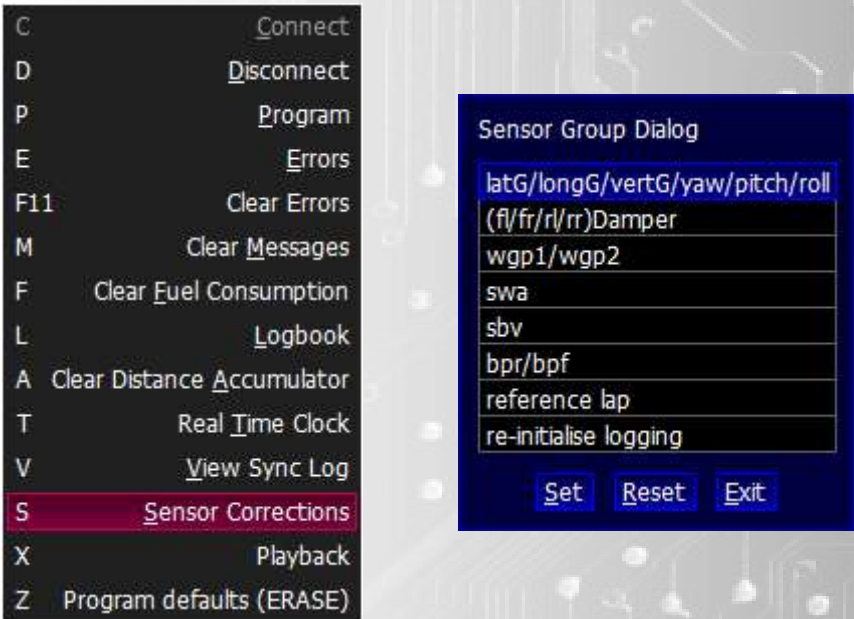 C Connect
D Disconnect
P Program
E Errors
F11 Clear Errors
M Clear Messages
F Clear Fuel Consumption
L Logbook
A Clear Distance Accumulator
T Real Time Clock
V View Sync Log
S Sensor Corrections
X Playback
Z Program defaults (ERASE)
Sensor Group Dialog
latG/longG/vertG/yaw/pitch/roll
(fl/fr/rl/rr)Damper
wgp1/wgp2
swa
sbv
bpr/bpf
reference lap
re-initialise logging
Set Reset Exit